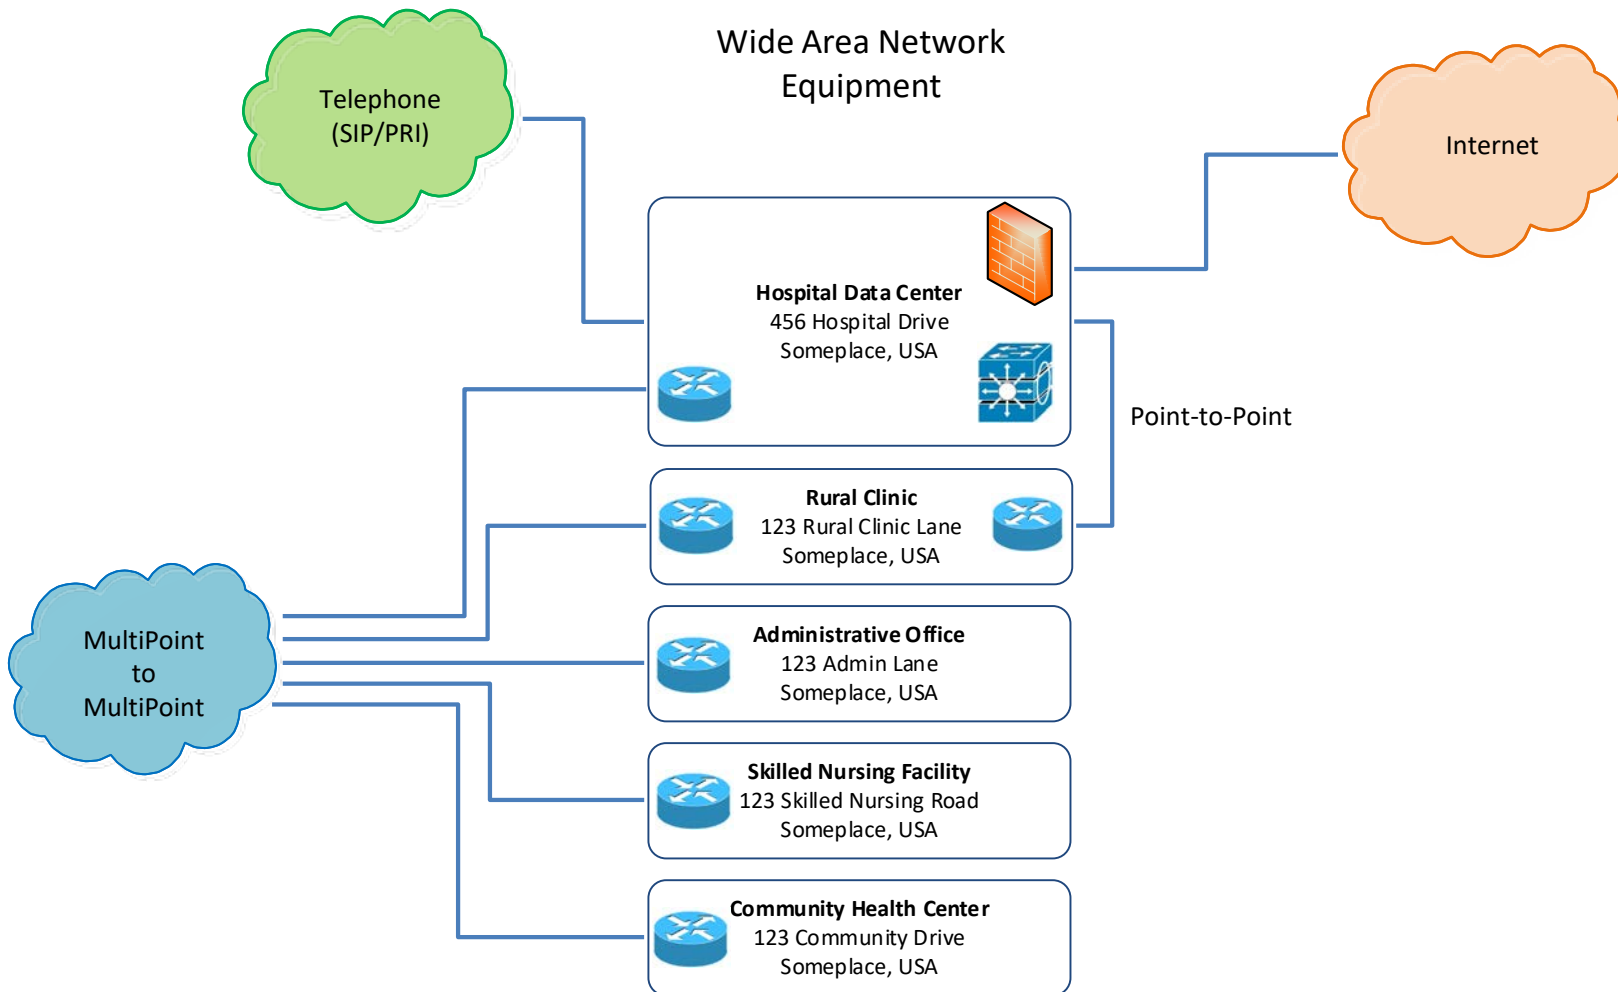 Wide Area Network
Equipment
Telephone
(SIP/PRI)
Internet
Hospital Data Center
456 Hospital Drive
Someplace, USA
Point-to-Point
Rural Clinic
123 Rural Clinic Lane
Someplace, USA
MultiPoint
to
MultiPoint
Administrative Office
123 Admin Lane
Someplace, USA
Skilled Nursing Facility
123 Skilled Nursing Road
Someplace, USA
Community Health Center
123 Community Drive
Someplace, USA